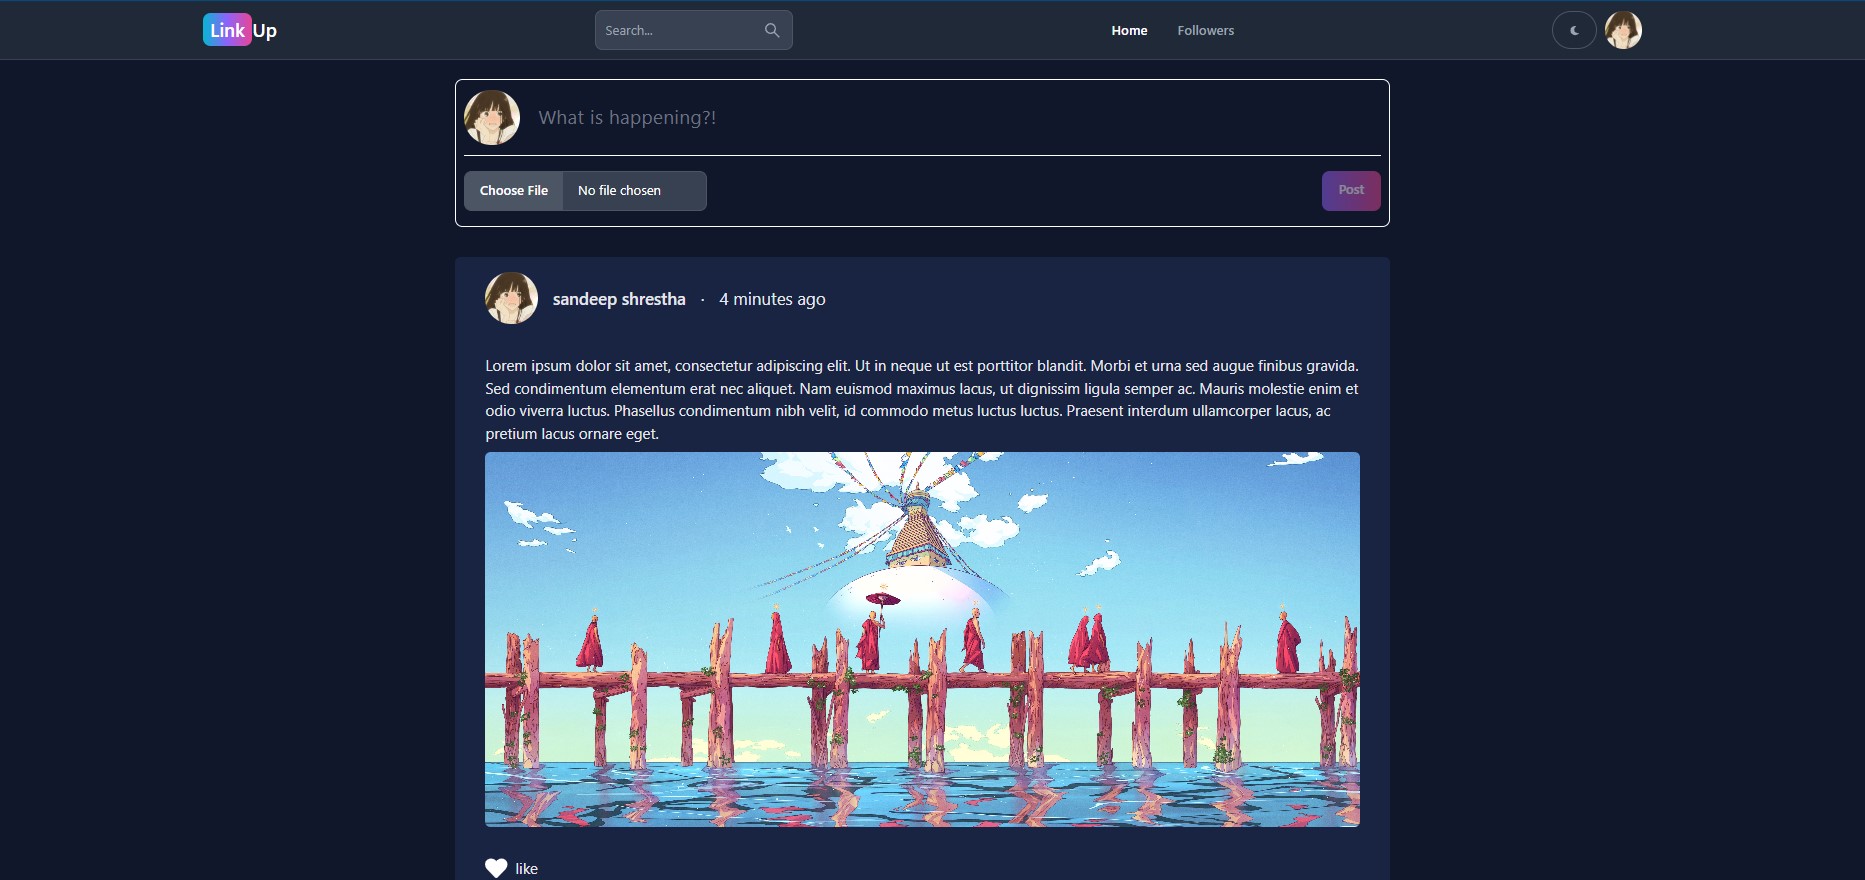 Link Up
Search...
Home
Followers
What is happening?!
Choose File No file chosen
Post
sandeep shrestha · 4 minutes ago
Lorem ipsum dolor sit amet, consectetur adipiscing elit. Ut in neque ut est porttitor blandit. Morbi et urna sed augue finibus gravida.
Sed condimentum elementum erat nec aliquet. Nam euismod maximus lacus, ut dignissim ligula semper ac. Mauris molestie enim et
odio viverra luctus. Phasellus condimentum nibh velit, id commodo metus luctus luctus. Praesent interdum ullamcorper lacus, ac
pretium lacus ornare eget.
like